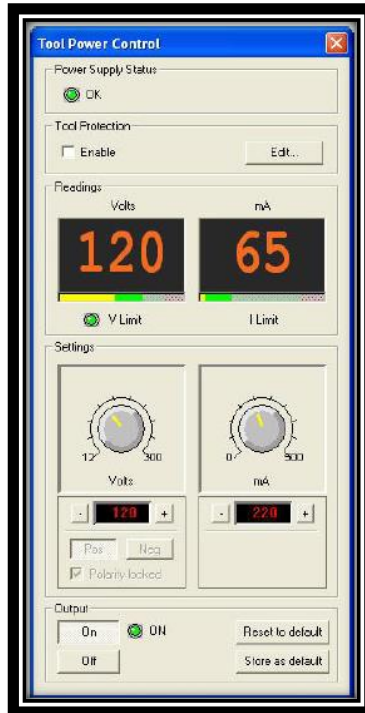 Tool Power Control
Power Supply Status
OK
Tool Protection
Enable
Edit...
Readings
Volts mA
120 65
V Limit I Limit
Settings
12 300 0 500
Volts mA
- 120 + - 220 +
Pos Neg
Polarity locked
Output
On ON Reset to default
Off Store as default